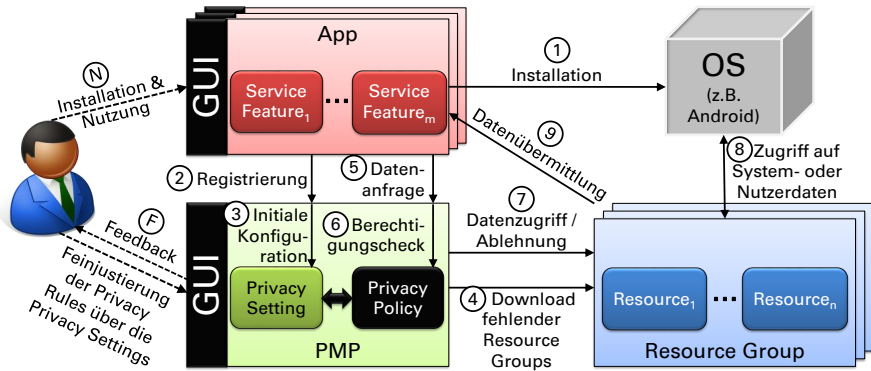 App
GUI
Service
Feature1
...
Service
Featurem
N
Installation &
Nutzung
1
Installation
OS
(z.B.
Android)
2
Registrierung
5
Daten-
anfrage
9
Datenübermittlung
8
Zugriff auf
System- oder
Nutzerdaten
F
Feedback
Feinjustierung
der Privacy
Rules über die
Privacy Settings
GUI
3
Initiale
Konfigu-
ration
6
Berechti-
gungscheck
Privacy
Setting
Privacy
Policy
PMP
7
Datenzugriff /
Ablehnung
4
Download
fehlender
Resource
Groups
Resource1
...
Resourcen
Resource Group